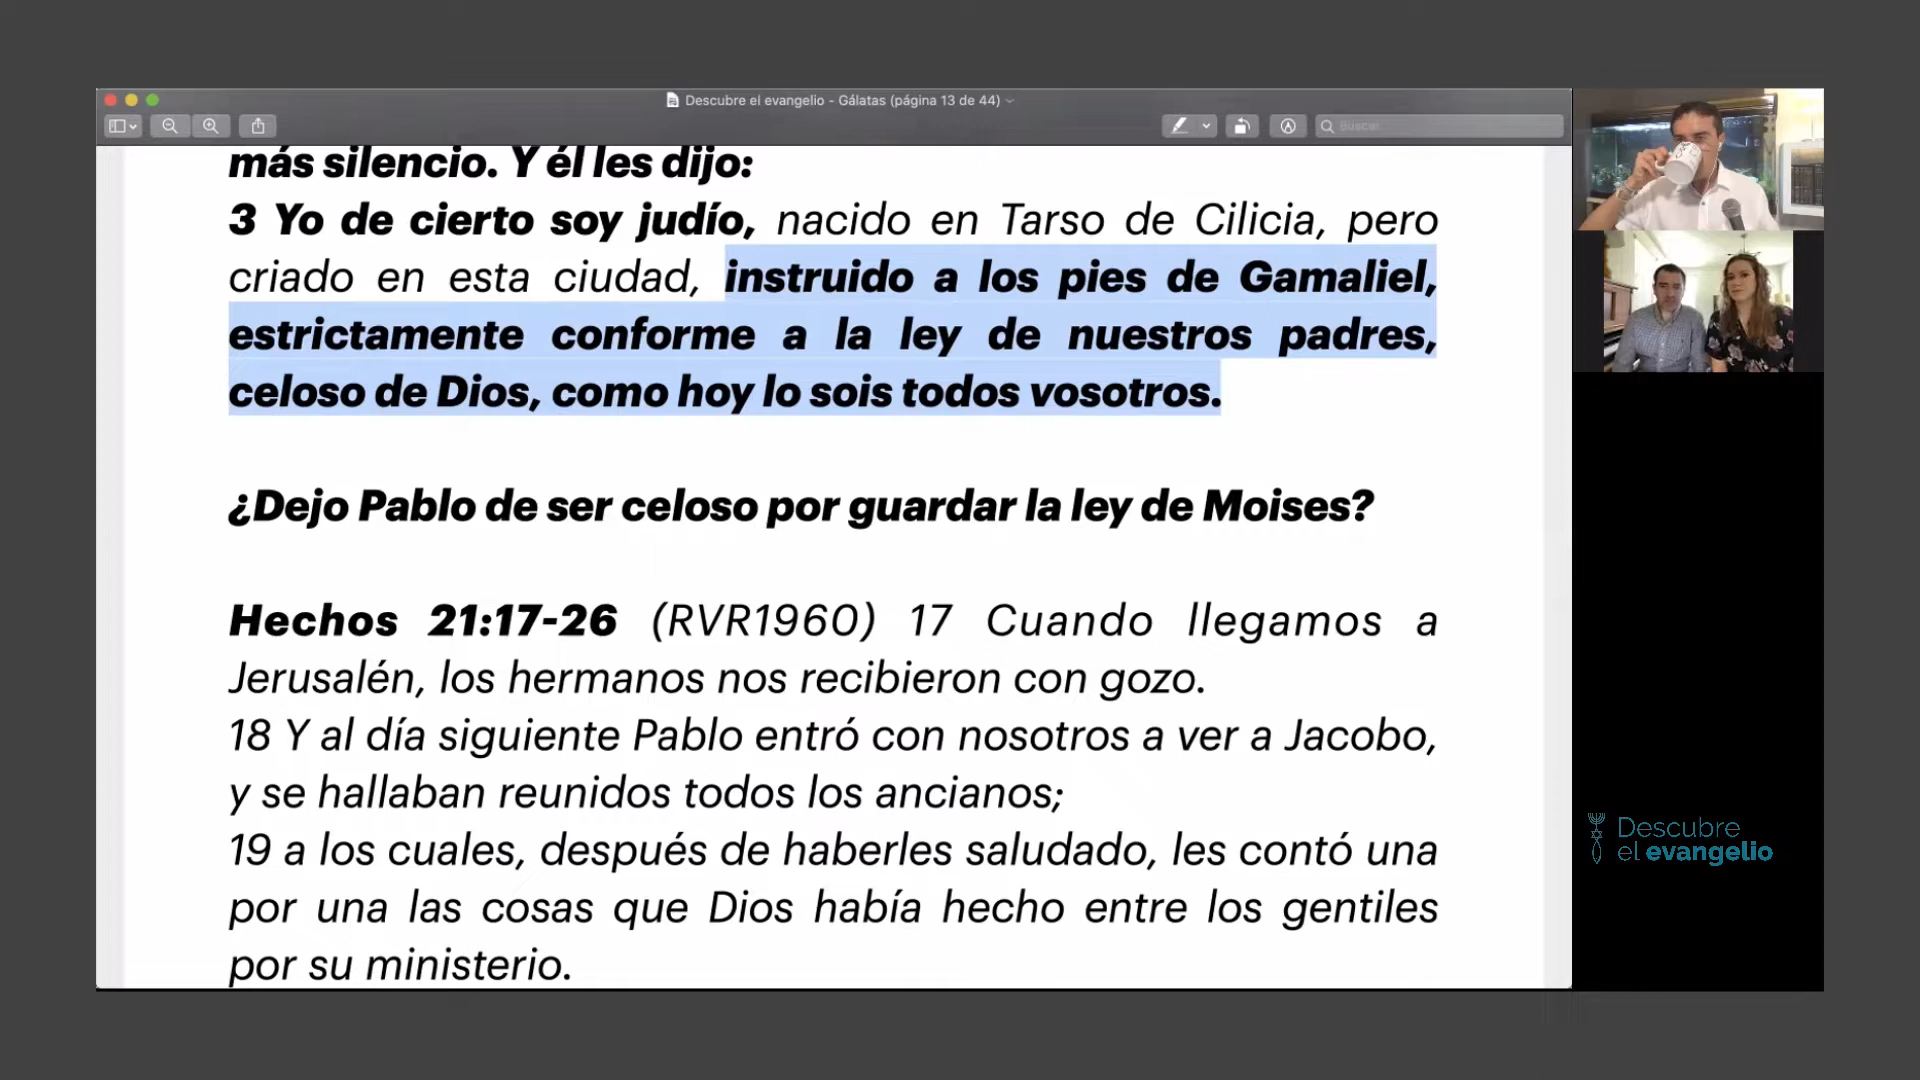 Descubre el evangelio - Gálatas (página 13 de 44)
Buscar
más silencio. Y él les dijo:
3 Yo de cierto soy judío, nacido en Tarso de Cilicia, pero
criado en esta ciudad, instruido a los pies de Gamaliel,
estrictamente conforme a la ley de nuestros padres,
celoso de Dios, como hoy lo sois todos vosotros.
¿Dejo Pablo de ser celoso por guardar la ley de Moises?
Hechos 21:17-26 (RVR1960) 17 Cuando llegamos a
Jerusalén, los hermanos nos recibieron con gozo.
18 Y al día siguiente Pablo entró con nosotros a ver a Jacobo,
y se hallaban reunidos todos los ancianos;
19 a los cuales, después de haberles saludado, les contó una
por una las cosas que Dios había hecho entre los gentiles
por su ministerio.
Descubre
el evangelio